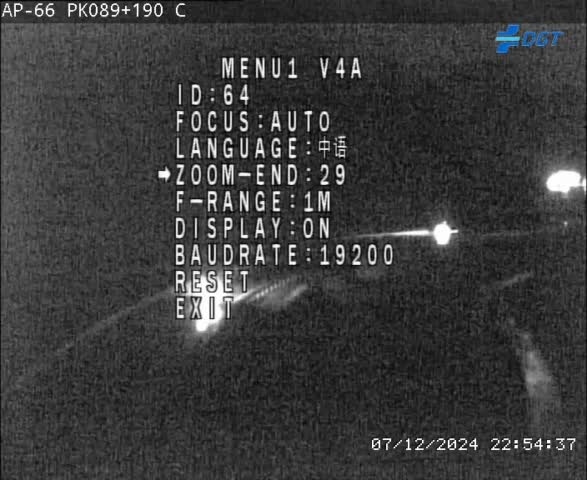 AP-66 PK089+190 C
DGT
MENU1 V4A
ID:64
FOCUS:AUTO
LANGUAGE:中语
ZOOM-END:29
F-RANGE:1M
DISPLAY:ON
BAUDRATE:19200
RESET
EXIT
07/12/2024 22:54:37